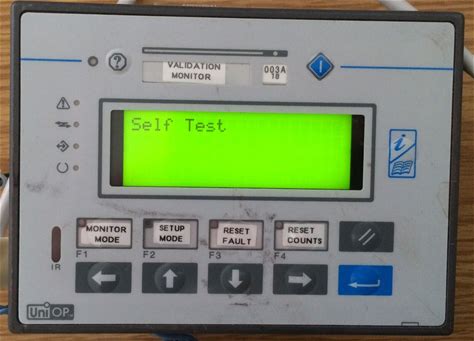 VALIDATION
MONITOR
003A
18
Self Test
i
MONITOR
MODE
SETUP
MODE
RESET
FAULT
RESET
COUNTS
F1
F2
F3
F4
IR
UniOP